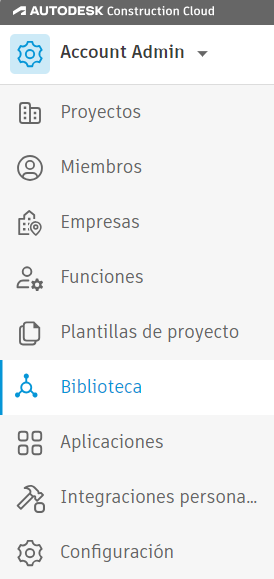 AUTODESK Construction Cloud
Account Admin
Proyectos
Miembros
Empresas
Funciones
Plantillas de proyecto
Biblioteca
Aplicaciones
Integraciones persona...
Configuración